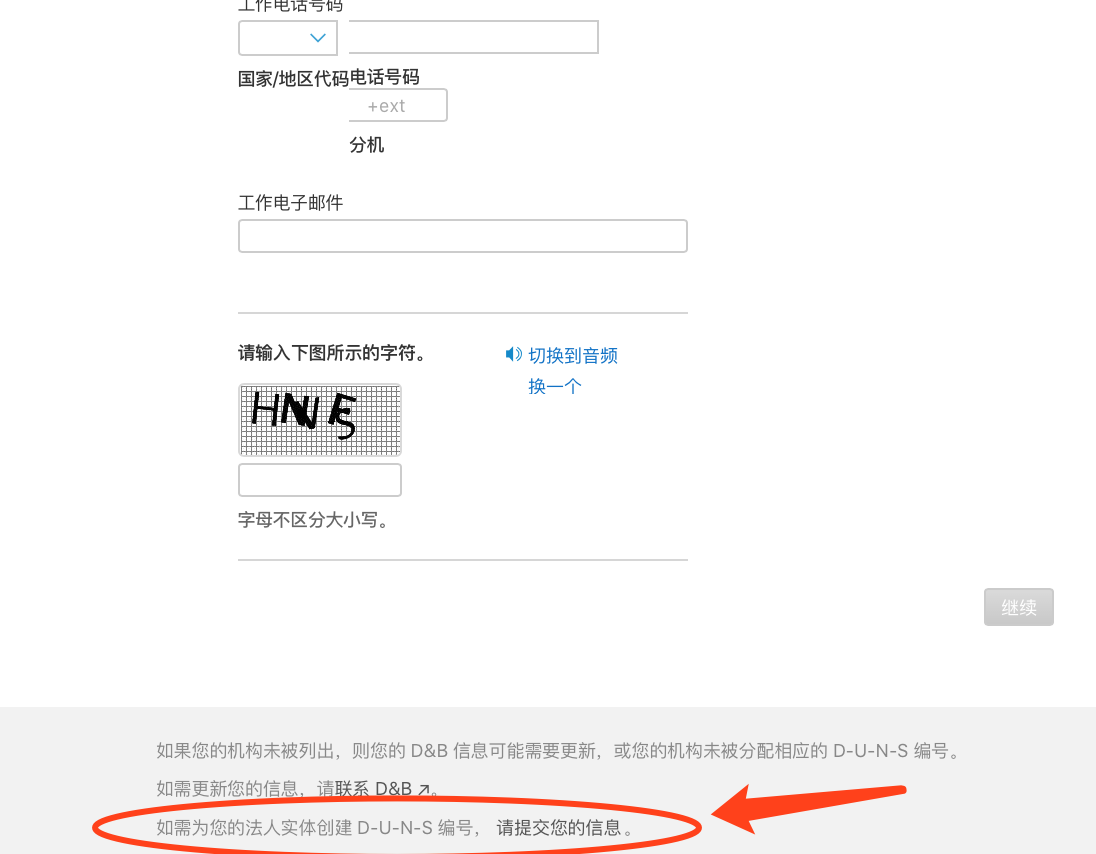 工作电话号码
国家/地区代码
电话号码
+ext
分机
工作电子邮件
请输入下图所示的字符。
切换到音频
换一个
字母不区分大小写。
继续
如果您的机构未被列出，则您的 D&B 信息可能需要更新，或您的机构未被分配相应的 D-U-N-S 编号。
如需更新您的信息，请联系 D&B ↗。
如需为您的法人实体创建 D-U-N-S 编号， 请提交您的信息。